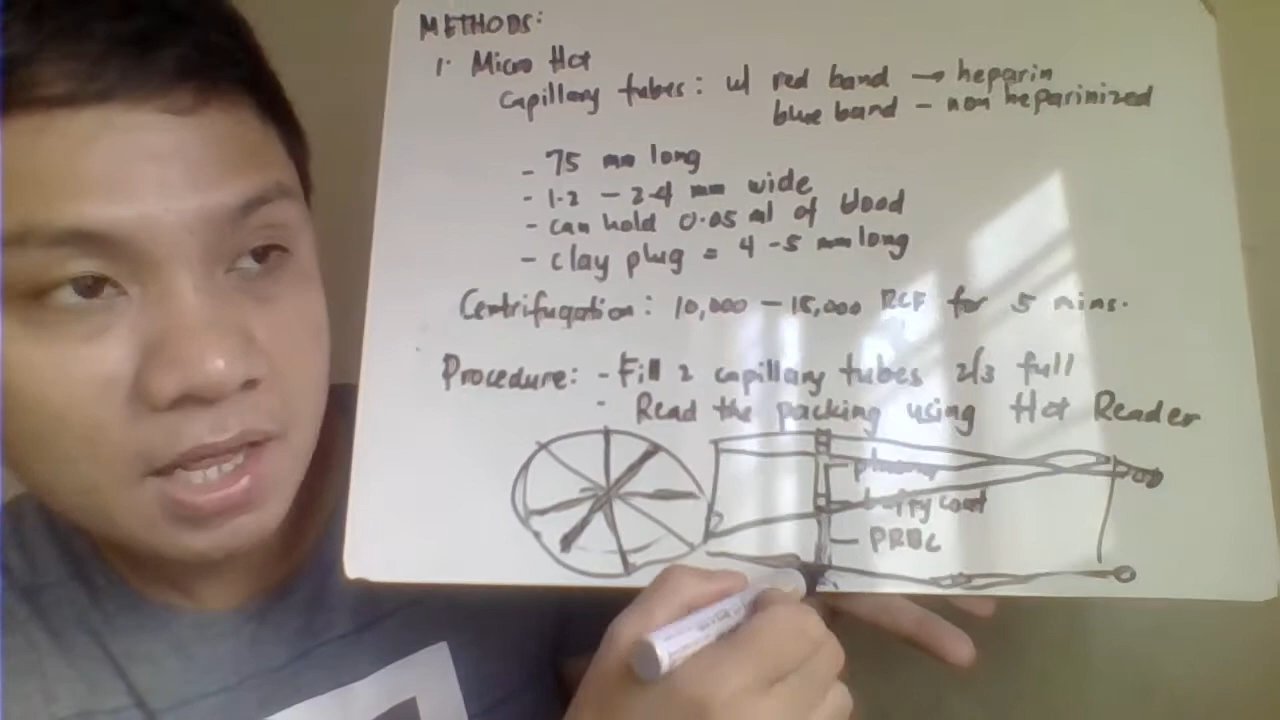 METHODS:
1. Micro Hct
Capillary tubes: w/ red band → heparin
blue band - non heparinized
- 75 mm long
- 1.2 - 2.4 mm wide
- can hold 0.05 ml of blood
- clay plug = 4-5 mm long
Centrifugation: 10,000 - 15,000 RCF for 5 mins.
Procedure: - Fill 2 capillary tubes 2/3 full
- Read the packing using Hct Reader
plasma
buffy coat
PRBC